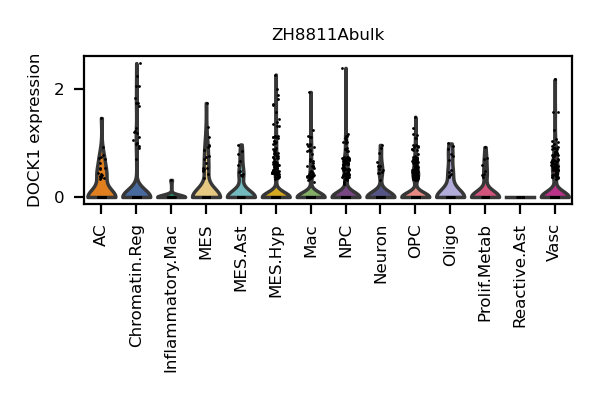 ZH8811Abulk
DOCK1 expression
2
0
AC
Chromatin.Reg
Inflammatory.Mac
MES
MES.Ast
MES.Hyp
Mac
NPC
Neuron
OPC
Oligo
Prolif.Metab
Reactive.Ast
Vasc